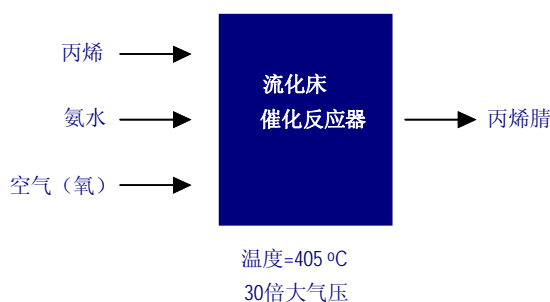 丙烯
流化床
氨水
催化反应器
丙烯腈
空气（氧）
温度=405 ºC
30倍大气压